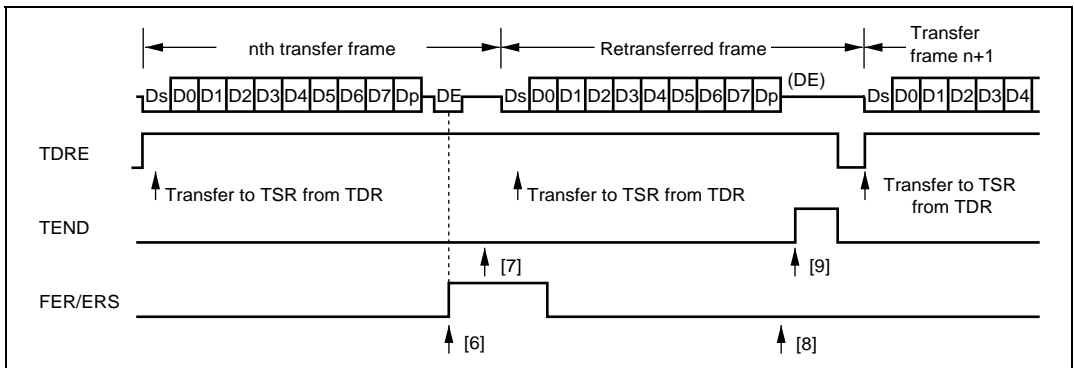 nth transfer frame
Retransferred frame
Transfer
frame n+1
Ds D0 D1 D2 D3 D4 D5 D6 D7 Dp DE
Ds D0 D1 D2 D3 D4 D5 D6 D7 Dp (DE)
Ds D0 D1 D2 D3 D4
TDRE
Transfer to TSR from TDR
Transfer to TSR from TDR
Transfer to TSR
from TDR
TEND
[7]
[9]
FER/ERS
[6]
[8]